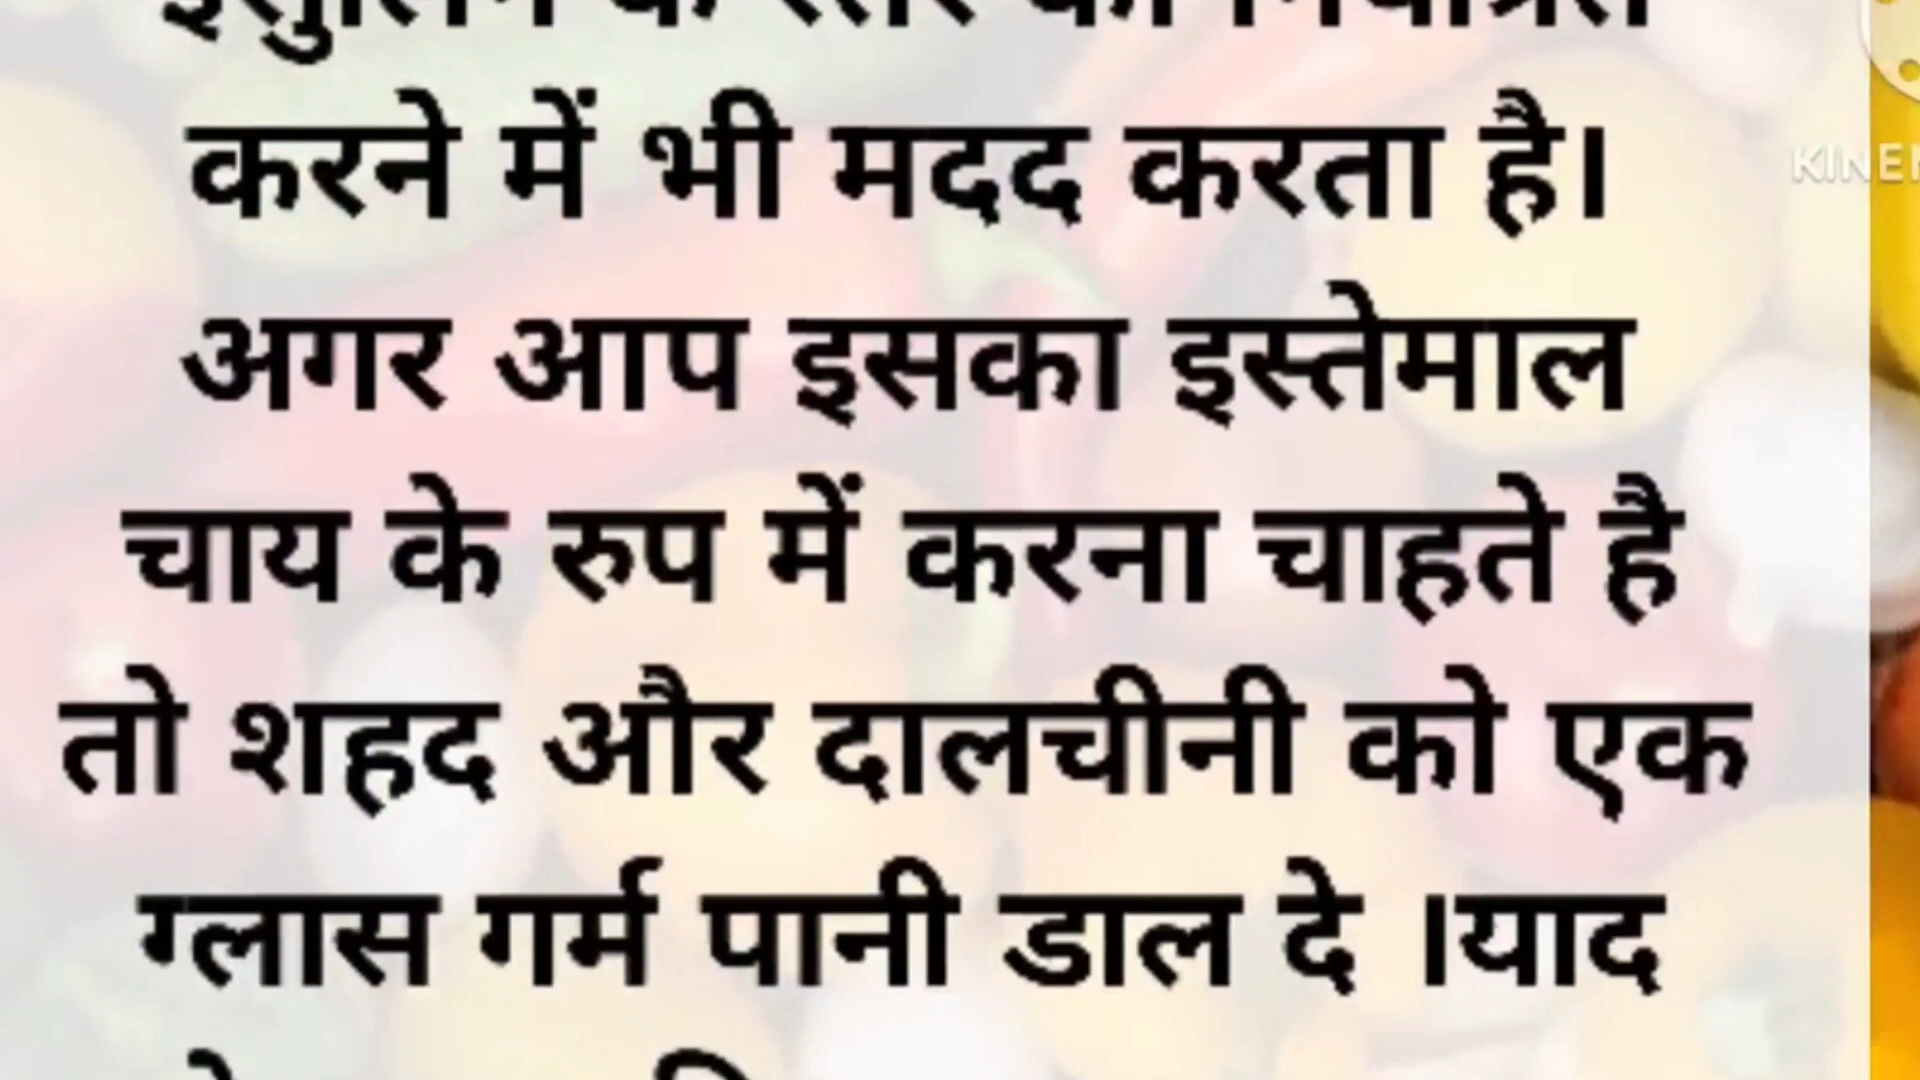 करने में भी मदद करता है।
अगर आप इसका इस्तेमाल
चाय के रुप में करना चाहते है
तो शहद और दालचीनी को एक
ग्लास गर्म पानी डाल दे ।याद